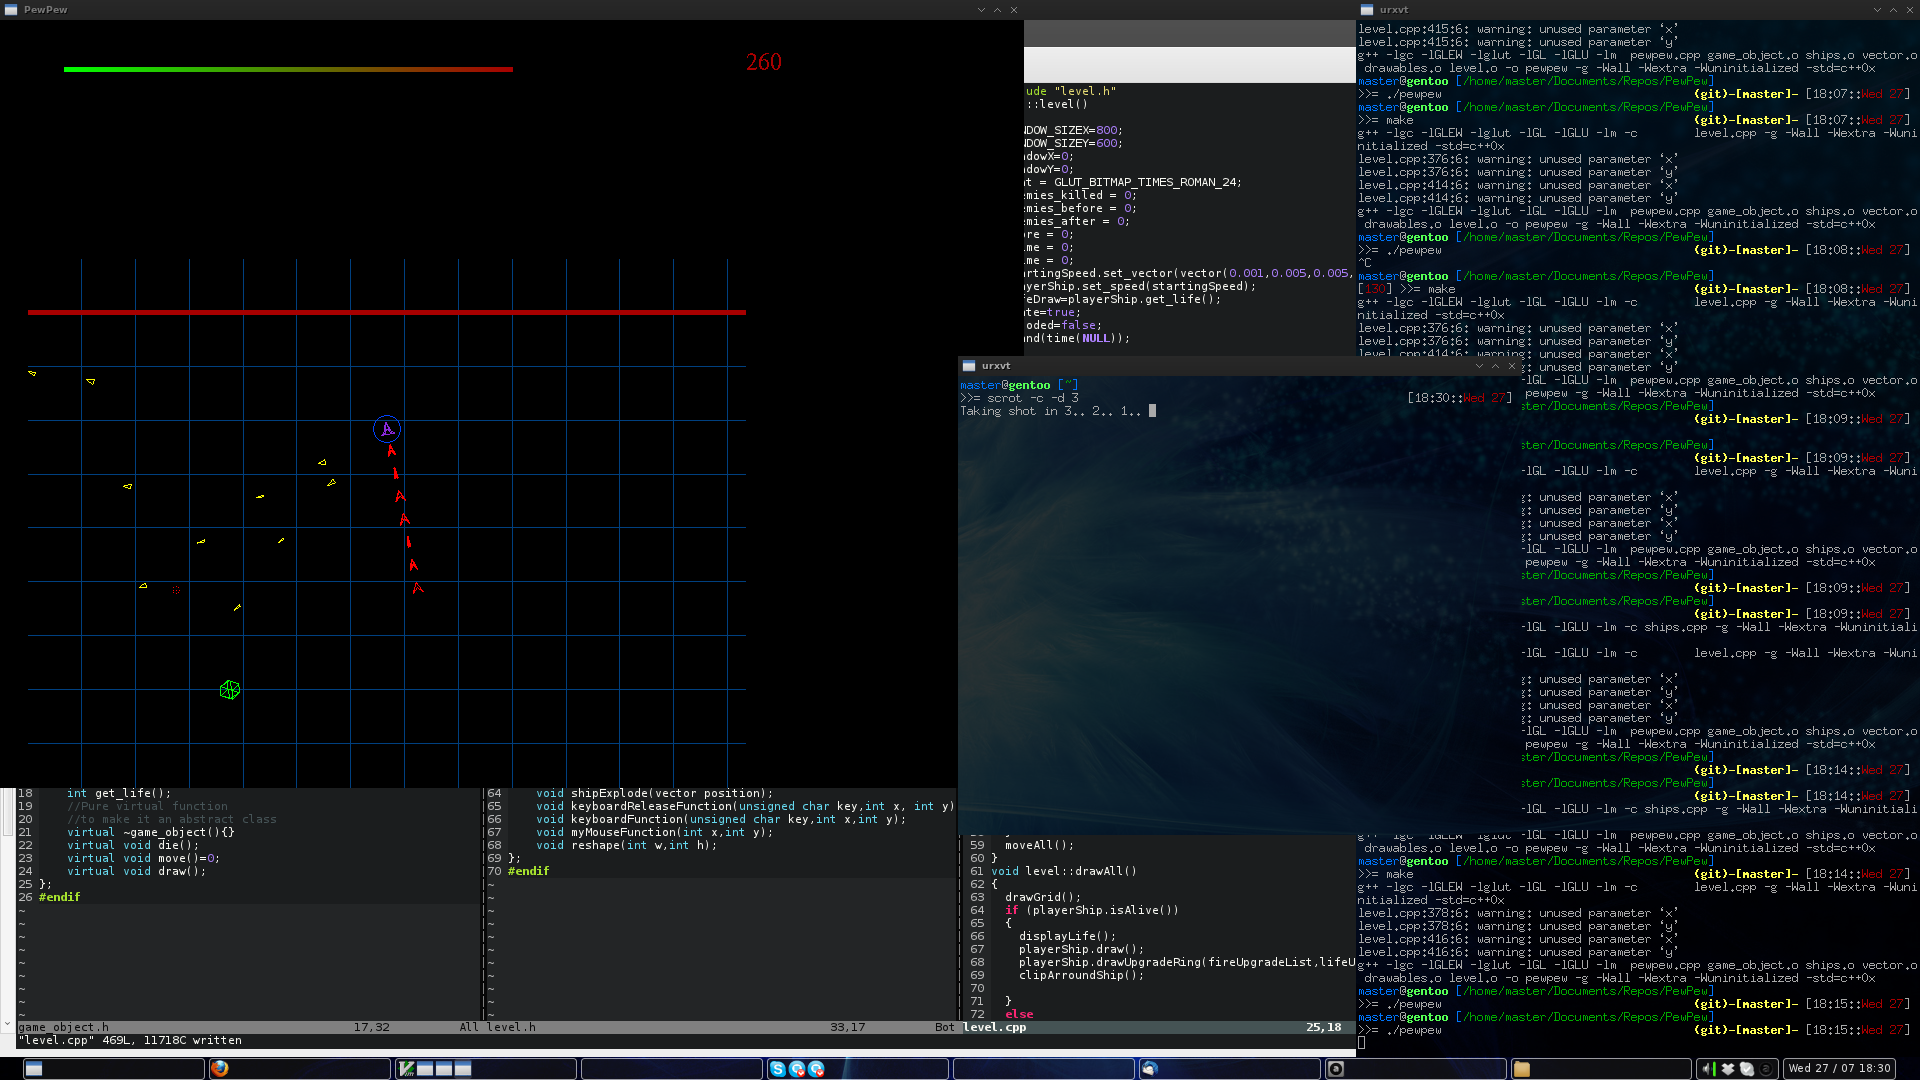 PewPew
260
ude "level.h"
::level()
NDOW_SIZEX=800;
NDOW_SIZEY=600;
ndowX=0;
ndowY=0;
nt = GLUT_BITMAP_TIMES_ROMAN_24;
emies_killed = 0;
emies_before = 0;
emies_after = 0;
ore = 0;
ime = 0;
ime = 0;
artingSpeed.set_vector(vector(0.001,0.005,0.005,
ayerShip.set_speed(startingSpeed);
feDraw=playerShip.get_life();
ate=true;
loded=false;
and(time(NULL));
urxvt
master@gentoo [~]
>>= scrot -c -d 3 [18:30::Wed 27]
Taking shot in 3.. 2.. 1..
18 int get_life();
19 //Pure virtual function
20 //to make it an abstract class
21 virtual ~game_object(){}
22 virtual void die();
23 virtual void move()=0;
24 virtual void draw();
25 };
26 #endif
~
~
~
~
~
~
~
~
~
game_object.h 17,32 All
64 void shipExplode(vector position);
65 void keyboardReleaseFunction(unsigned char key,int x, int y)
66 void keyboardFunction(unsigned char key,int x,int y);
67 void myMouseFunction(int x,int y);
68 void reshape(int w,int h);
69 };
70 #endif
~
~
~
~
~
~
~
~
~
~
~
level.h 33,17 Bot
59 moveAll();
60 }
61 void level::drawAll()
62 {
63 drawGrid();
64 if (playerShip.isAlive())
65 {
66 displayLife();
67 playerShip.draw();
68 playerShip.drawUpgradeRing(fireUpgradeList,lifeU
69 clipArroundShip();
70
71 }
72 else
level.cpp 25,18
"level.cpp" 469L, 11718C written
urxvt
level.cpp:415:6: warning: unused parameter ‘x’
level.cpp:415:6: warning: unused parameter ‘y’
g++ -lgc -lGLEW -lglut -lGL -lGLU -lm  pewpew.cpp game_object.o ships.o vector.o
drawables.o level.o -o pewpew -g -Wall -Wextra -Wuninitialized -std=c++0x
master@gentoo [/home/master/Documents/Repos/PewPew]
>>= ./pewpew (git)-[master]- [18:07::Wed 27]
master@gentoo [/home/master/Documents/Repos/PewPew]
>>= make (git)-[master]- [18:07::Wed 27]
g++ -lgc -lGLEW -lglut -lGL -lGLU -lm -c level.cpp -g -Wall -Wextra -Wuni
nitialized -std=c++0x
level.cpp:376:6: warning: unused parameter ‘x’
level.cpp:376:6: warning: unused parameter ‘y’
level.cpp:414:6: warning: unused parameter ‘x’
level.cpp:414:6: warning: unused parameter ‘y’
g++ -lgc -lGLEW -lglut -lGL -lGLU -lm  pewpew.cpp game_object.o ships.o vector.o
drawables.o level.o -o pewpew -g -Wall -Wextra -Wuninitialized -std=c++0x
master@gentoo [/home/master/Documents/Repos/PewPew]
>>= ./pewpew (git)-[master]- [18:08::Wed 27]
^C
master@gentoo [/home/master/Documents/Repos/PewPew]
[130] >>= make (git)-[master]- [18:08::Wed 27]
g++ -lgc -lGLEW -lglut -lGL -lGLU -lm -c level.cpp -g -Wall -Wextra -Wuni
nitialized -std=c++0x
level.cpp:376:6: warning: unused parameter ‘x’
level.cpp:376:6: warning: unused parameter ‘y’
level.cpp:414:6: warning: unused parameter ‘x’
: unused parameter ‘y’
-lGL -lGLU -lm  pewpew.cpp game_object.o ships.o vector.o
pewpew -g -Wall -Wextra -Wuninitialized -std=c++0x
ster/Documents/Repos/PewPew]
(git)-[master]- [18:09::Wed 27]
ster/Documents/Repos/PewPew]
(git)-[master]- [18:09::Wed 27]
-lGL -lGLU -lm -c level.cpp -g -Wall -Wextra -Wuni
: unused parameter ‘x’
: unused parameter ‘y’
: unused parameter ‘x’
: unused parameter ‘y’
-lGL -lGLU -lm  pewpew.cpp game_object.o ships.o vector.o
pewpew -g -Wall -Wextra -Wuninitialized -std=c++0x
ster/Documents/Repos/PewPew]
(git)-[master]- [18:09::Wed 27]
ster/Documents/Repos/PewPew]
(git)-[master]- [18:09::Wed 27]
-lGL -lGLU -lm -c ships.cpp -g -Wall -Wextra -Wuninitiali
-lGL -lGLU -lm -c level.cpp -g -Wall -Wextra -Wuni
: unused parameter ‘x’
: unused parameter ‘y’
: unused parameter ‘x’
: unused parameter ‘y’
-lGL -lGLU -lm  pewpew.cpp game_object.o ships.o vector.o
pewpew -g -Wall -Wextra -Wuninitialized -std=c++0x
ster/Documents/Repos/PewPew]
(git)-[master]- [18:14::Wed 27]
ster/Documents/Repos/PewPew]
(git)-[master]- [18:14::Wed 27]
-lGL -lGLU -lm -c ships.cpp -g -Wall -Wextra -Wuninitiali
g++ -lgc -lGLEW -lglut -lGL -lGLU -lm  pewpew.cpp game_object.o ships.o vector.o
drawables.o level.o -o pewpew -g -Wall -Wextra -Wuninitialized -std=c++0x
master@gentoo [/home/master/Documents/Repos/PewPew]
>>= make (git)-[master]- [18:14::Wed 27]
g++ -lgc -lGLEW -lglut -lGL -lGLU -lm -c level.cpp -g -Wall -Wextra -Wuni
nitialized -std=c++0x
level.cpp:378:6: warning: unused parameter ‘x’
level.cpp:378:6: warning: unused parameter ‘y’
level.cpp:416:6: warning: unused parameter ‘x’
level.cpp:416:6: warning: unused parameter ‘y’
g++ -lgc -lGLEW -lglut -lGL -lGLU -lm  pewpew.cpp game_object.o ships.o vector.o
drawables.o level.o -o pewpew -g -Wall -Wextra -Wuninitialized -std=c++0x
master@gentoo [/home/master/Documents/Repos/PewPew]
>>= ./pewpew (git)-[master]- [18:15::Wed 27]
master@gentoo [/home/master/Documents/Repos/PewPew]
>>= ./pewpew (git)-[master]- [18:15::Wed 27]
Wed 27 / 07 18:30